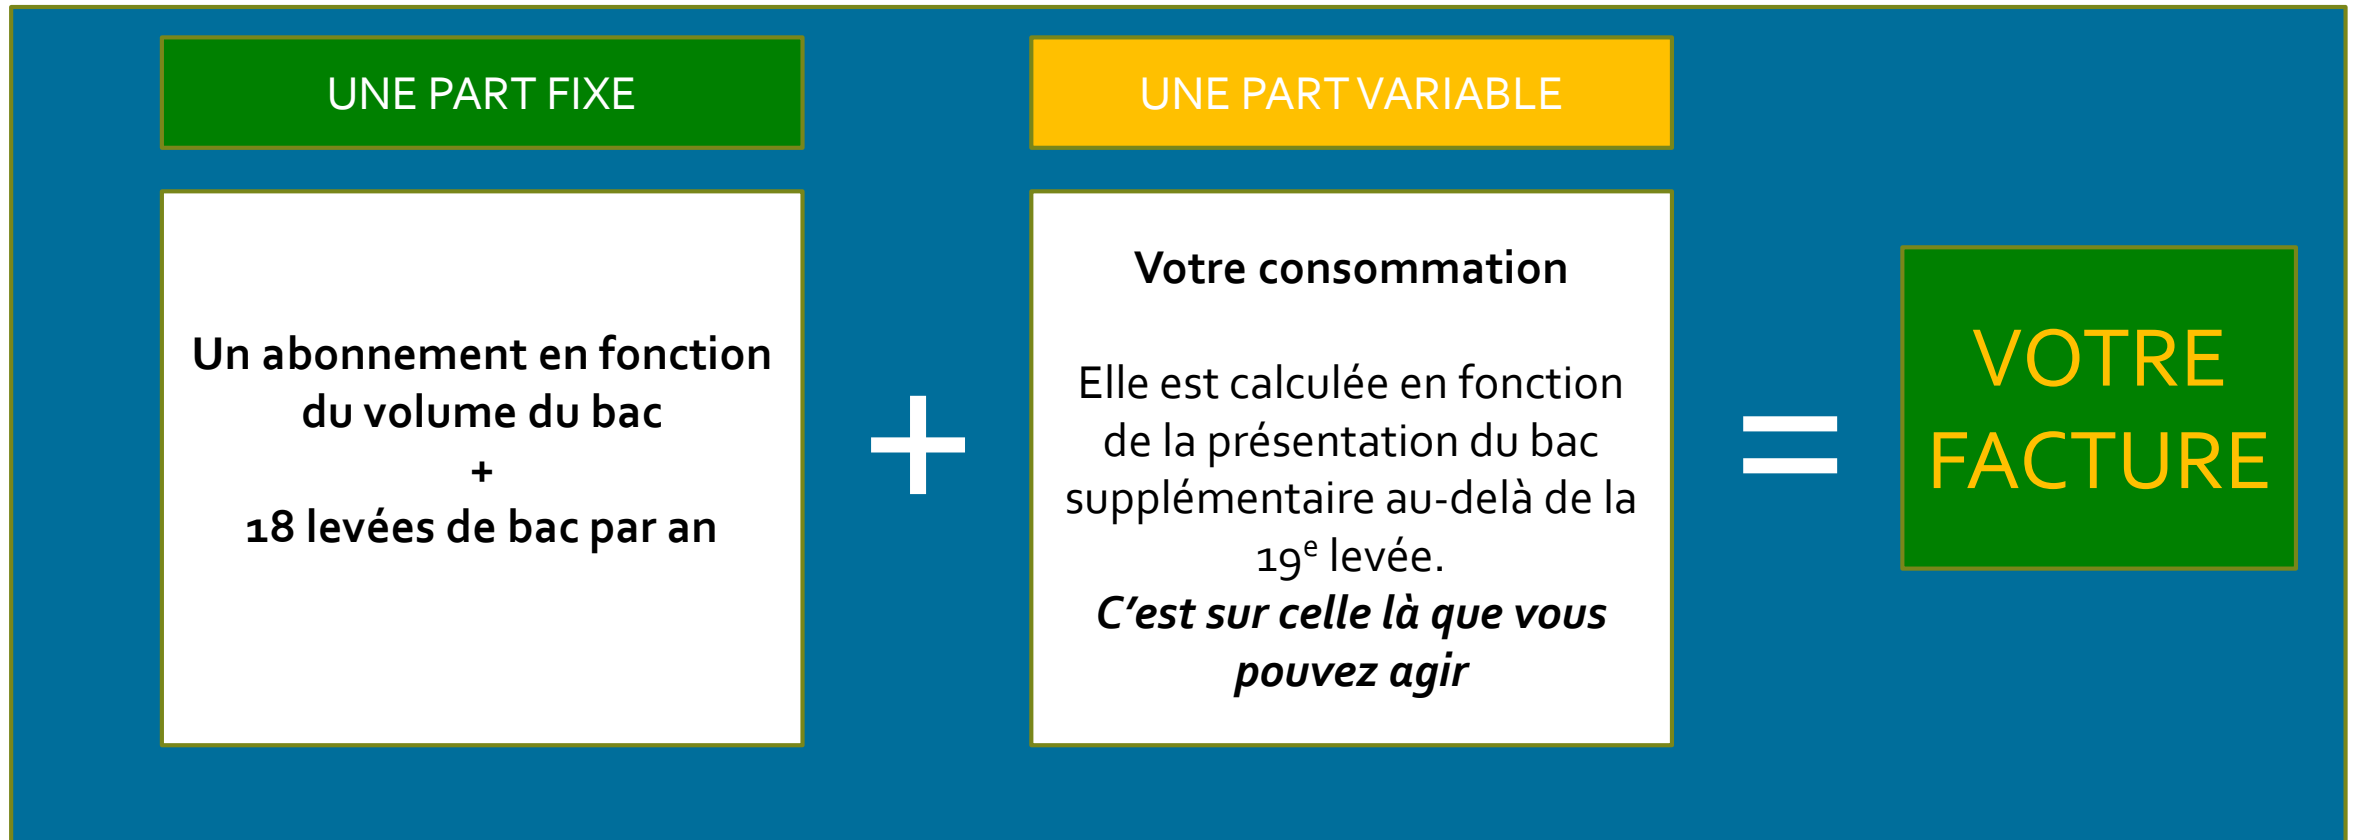 UNE PART FIXE
Un abonnement en fonction
du volume du bac
+
18 levées de bac par an
+
UNE PART VARIABLE
Votre consommation
Elle est calculée en fonction
de la présentation du bac
supplémentaire au-delà de la
19e levée.
C’est sur celle là que vous
pouvez agir
=
VOTRE
FACTURE